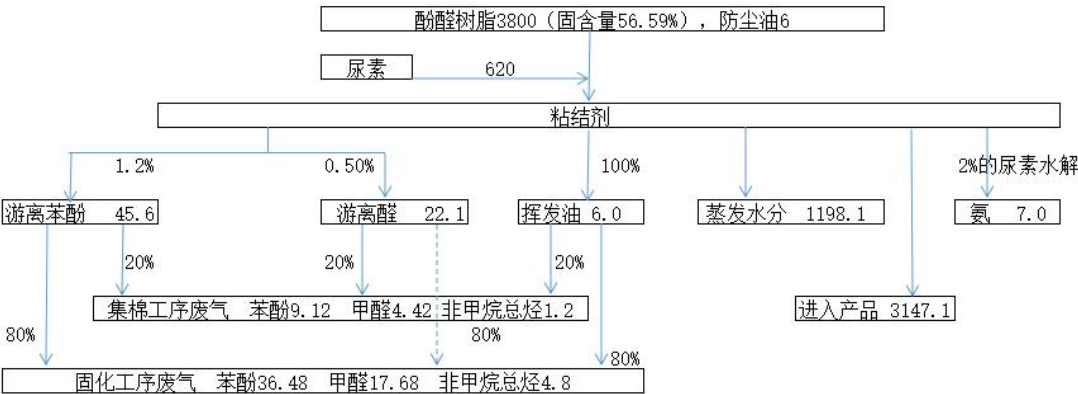 酚醛树脂3800（固含量56.59%），防尘油6
尿素
620
粘结剂
1.2%
0.50%
100%
2%的尿素水解
游离苯酚 45.6
游离醛 22.1
挥发油 6.0
蒸发水分 1198.1
氨 7.0
20%
20%
20%
集棉工序废气 苯酚9.12 甲醛4.42 非甲烷总烃1.2
进入产品 3147.1
80%
80%
80%
固化工序废气 苯酚36.48 甲醛17.68 非甲烷总烃4.8